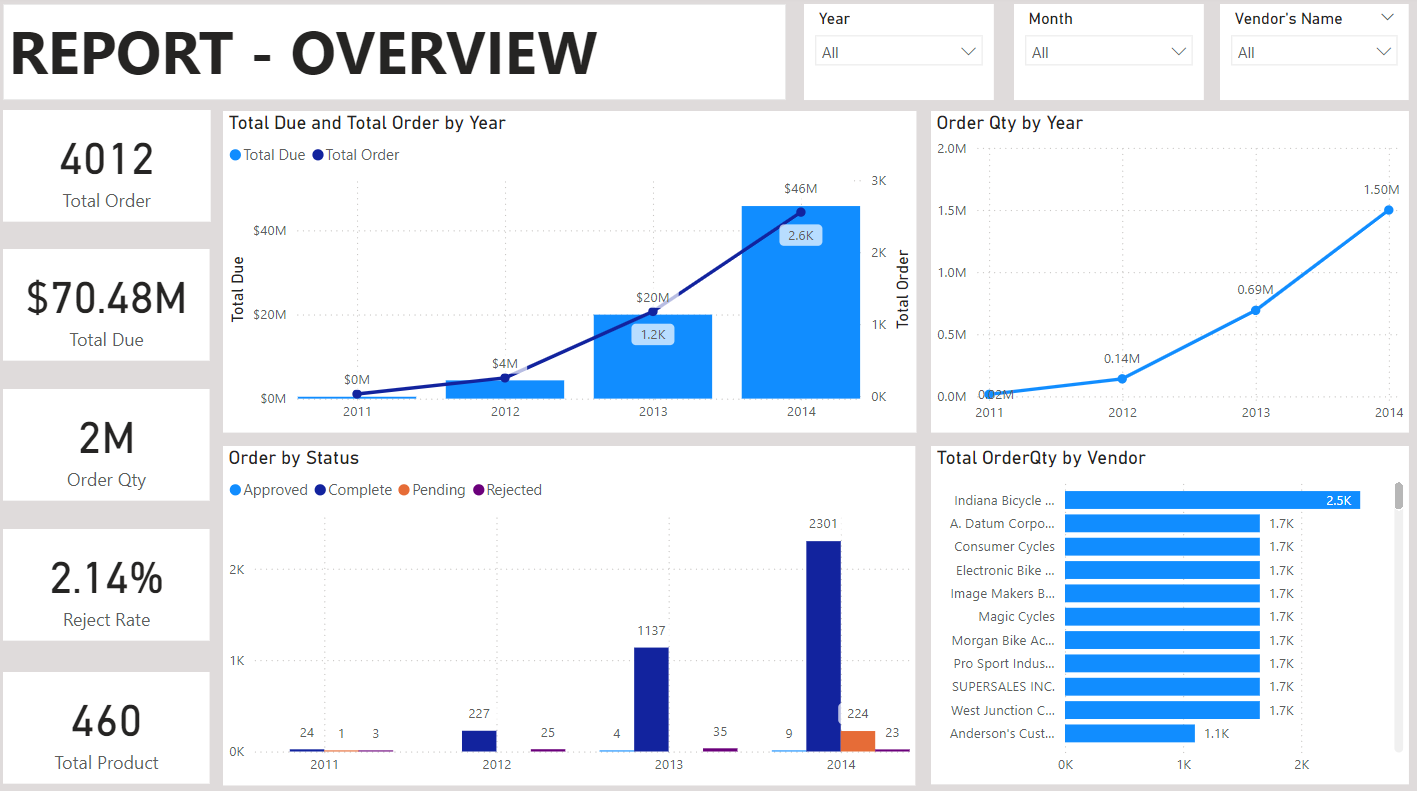 REPORT - OVERVIEW
Year
All
Month
All
Vendor's Name
All
4012
Total Order
$70.48M
Total Due
2M
Order Qty
2.14%
Reject Rate
460
Total Product
Total Due and Total Order by Year
Total Due Total Order
$40M
$20M
$0M
Total Due
3K
2K
1K
0K
Total Order
$0M
$4M
$20M
$46M
1.2K
2.6K
2011 2012 2013 2014
Order Qty by Year
2.0M
1.5M
1.0M
0.5M
0.0M
0.02M
0.14M
0.69M
1.50M
2011 2012 2013 2014
Order by Status
Approved Complete Pending Rejected
2K
1K
0K
24 1 3
227 25
4 1137 35
9 2301 224 23
2011 2012 2013 2014
Total OrderQty by Vendor
Indiana Bicycle ... 2.5K
A. Datum Corpo... 1.7K
Consumer Cycles 1.7K
Electronic Bike ... 1.7K
Image Makers B... 1.7K
Magic Cycles 1.7K
Morgan Bike Ac... 1.7K
Pro Sport Indus... 1.7K
SUPERSALES INC. 1.7K
West Junction C... 1.7K
Anderson's Cust... 1.1K
0K 1K 2K